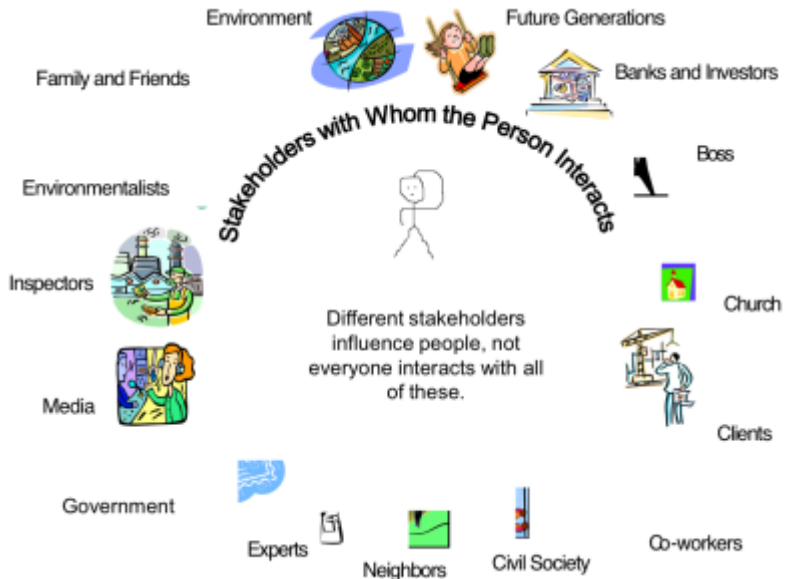 Environment
Future Generations
Family and Friends
Banks and Investors
Stakeholders with Whom the Person Interacts
Boss
Environmentalists
Inspectors
Church
Different stakeholders
influence people, not
everyone interacts with all
of these.
Media
Clients
Government
Experts
Neighbors
Civil Society
Co-workers